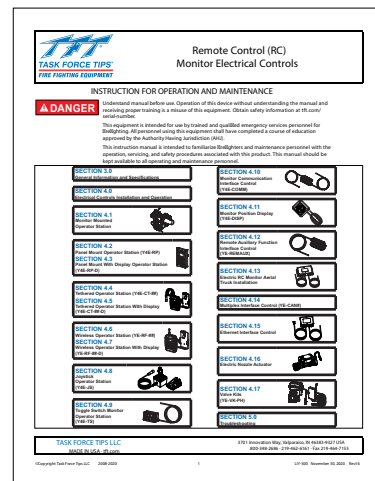 TFT
TASK FORCE TIPS®
FIRE FIGHTING EQUIPMENT
Remote Control (RC)
Monitor Electrical Controls
INSTRUCTION FOR OPERATION AND MAINTENANCE
DANGER
Understand manual before use. Operation of this device without understanding the manual and
receiving proper training is a misuse of this equipment. Obtain safety information at tft.com/
serial-number.
This equipment is intended for use by trained and qualified emergency services personnel for
firefighting. All personnel using this equipment shall have completed a course of education
approved by the Authority Having Jurisdiction (AHJ).
This instruction manual is intended to familiarize firefighters and maintenance personnel with the
operation, servicing, and safety procedures associated with this product. This manual should be
kept available to all operating and maintenance personnel.
SECTION 3.0
General Information and Specifications
SECTION 4.0
Electrical Controls Installation and Operation
SECTION 4.1
Monitor Mounted
Operator Station
SECTION 4.2
Panel Mount Operator Station (Y4E-RP)
SECTION 4.3
Panel Mount With Display Operator Station
(Y4E-RP-D)
SECTION 4.4
Tethered Operator Station (Y4E-CT-##)
SECTION 4.5
Tethered Operator Station With Display
(Y4E-CT-##-D)
SECTION 4.6
Wireless Operator Station (YE-RF-##)
SECTION 4.7
Wireless Operator Station With Display
(YE-RF-##-D)
SECTION 4.8
Joystick
Operator Station
(Y4E-JS)
SECTION 4.9
Toggle Switch Monitor
Operator Station
(Y4E-TS)
SECTION 4.10
Monitor Communication
Interface Control
(Y4E-COMM)
SECTION 4.11
Monitor Position Display
(Y4E-DISP)
SECTION 4.12
Remote Auxiliary Function
Interface Control
(YE-REMAUX)
SECTION 4.13
Electric RC Monitor Aerial
Truck Installation
SECTION 4.14
Multiplex Interface Control (YE-CAN#)
SECTION 4.15
Ethernet Interface Control
SECTION 4.16
Electric Nozzle Actuator
SECTION 4.17
Valve Kits
(YE-VK-P#)
SECTION 5.0
Troubleshooting
TASK FORCE TIPS LLC
MADE IN USA · tft.com
3701 Innovation Way, Valparaiso, IN 46383-9327 USA
800-348-2686 · 219-462-6161 · Fax 219-464-7155
©Copyright Task Force Tips LLC 2008-2020 1 LIY-500 November 30, 2020 Rev16